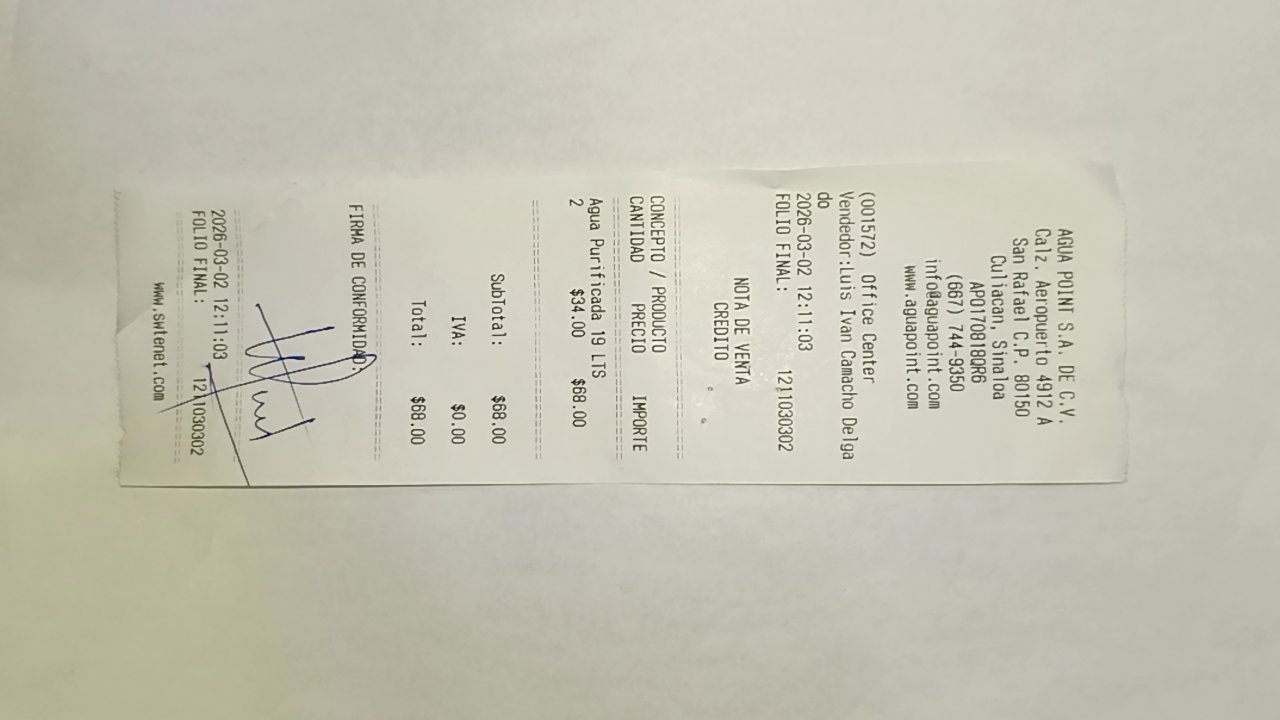 AGUA POINT S.A. DE C.V.
Calz. Aeropuerto 4912 A
San Rafael C.P. 80150
Culiacan, Sinaloa
APO170818QR6
(667) 744-9350
info@aguapoint.com
www.aguapoint.com
(001572) Office Center
Vendedor:Luis Ivan Camacho Delga
do
2026-03-02 12:11:03
FOLIO FINAL: 1211030302
NOTA DE VENTA
CREDITO
CONCEPTO / PRODUCTO
CANTIDAD PRECIO IMPORTE
Agua Purificada 19 LTS
2 $34.00 $68.00
SubTotal: $68.00
IVA: $0.00
Total: $68.00
FIRMA DE CONFORMIDAD:
2026-03-02 12:11:03
FOLIO FINAL: 1211030302
www.swtenet.com